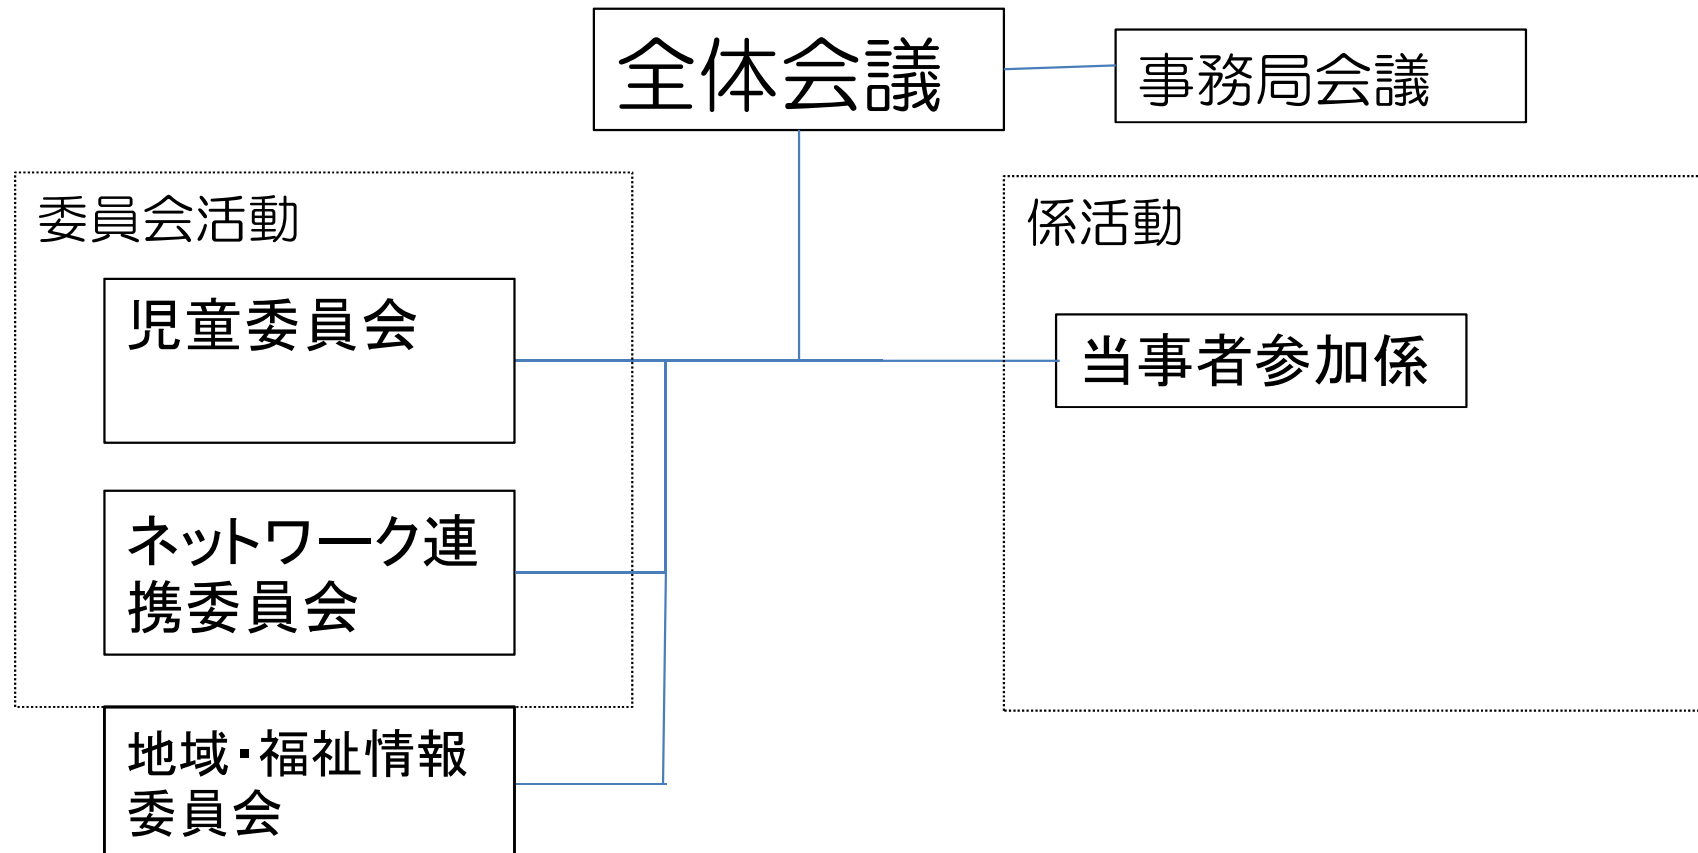 全体会議
事務局会議
委員会活動
児童委員会
ネットワーク連
携委員会
地域・福祉情報
委員会
係活動
当事者参加係